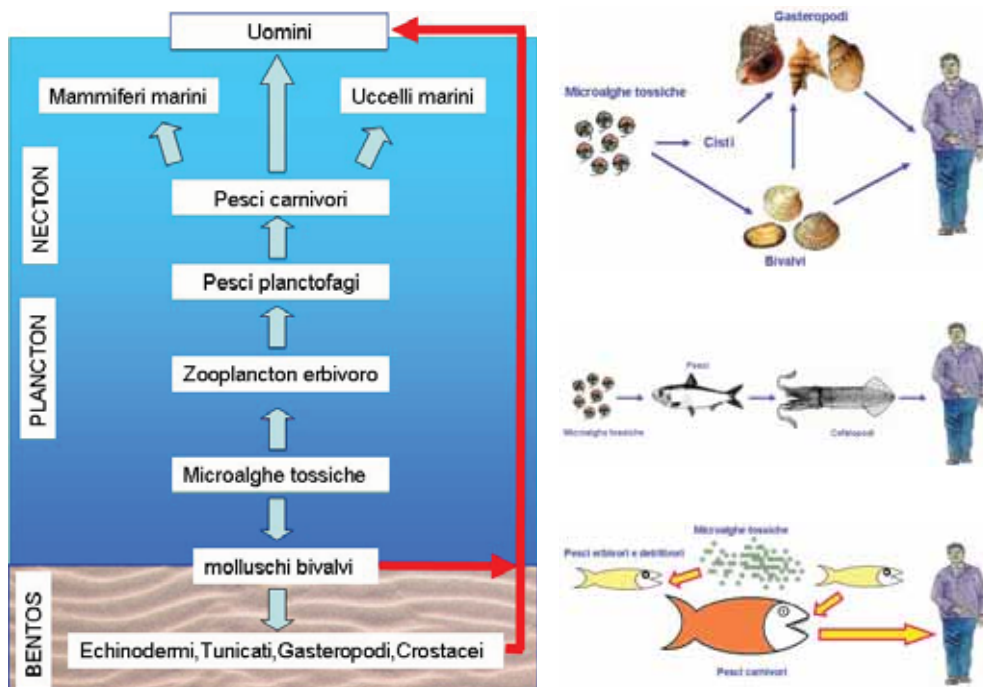 Uomini
Mammiferi marini
Uccelli marini
NECTON
Pesci carnivori
Pesci planctofagi
PLANCTON
Zooplancton erbivoro
Microalghe tossiche
molluschi bivalvi
BENTOS
Echinodermi,Tunicati,Gasteropodi,Crostacei
Gasteropodi
Microalghe tossiche
Cisti
Bivalvi
Pesci
Microalghe tossiche
Cefalopodi
Microalghe tossiche
Pesci erbivori e detritivori
Pesci carnivori